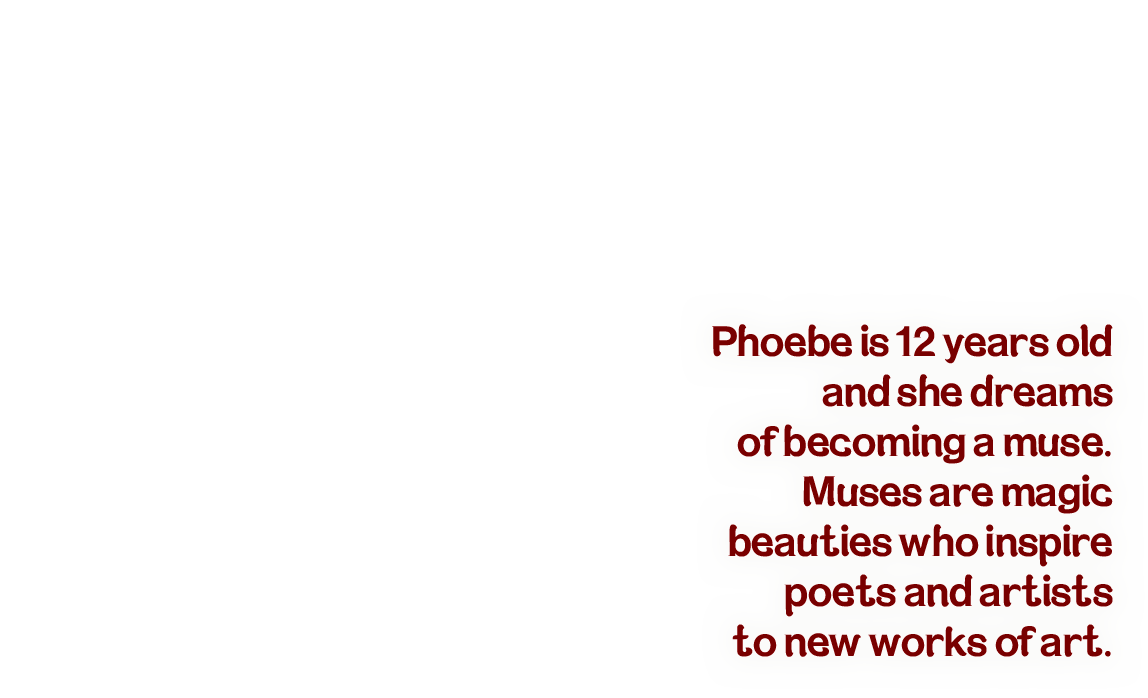 Phoebe is 12 years old
and she dreams
of becoming a muse.
Muses are magic
beauties who inspire
poets and artists
to new works of art.